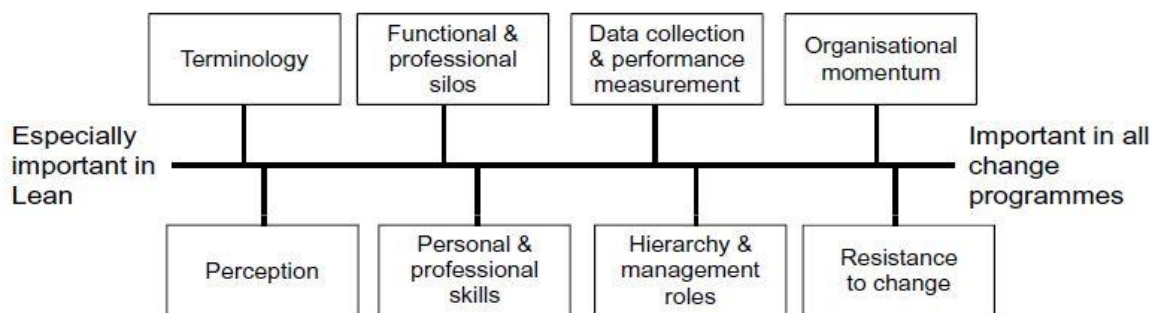 Terminology
Functional &
professional
silos
Data collection
& performance
measurement
Organisational
momentum
Especially
important in
Lean
Important in all
change
programmes
Perception
Personal &
professional
skills
Hierarchy &
management
roles
Resistance
to change